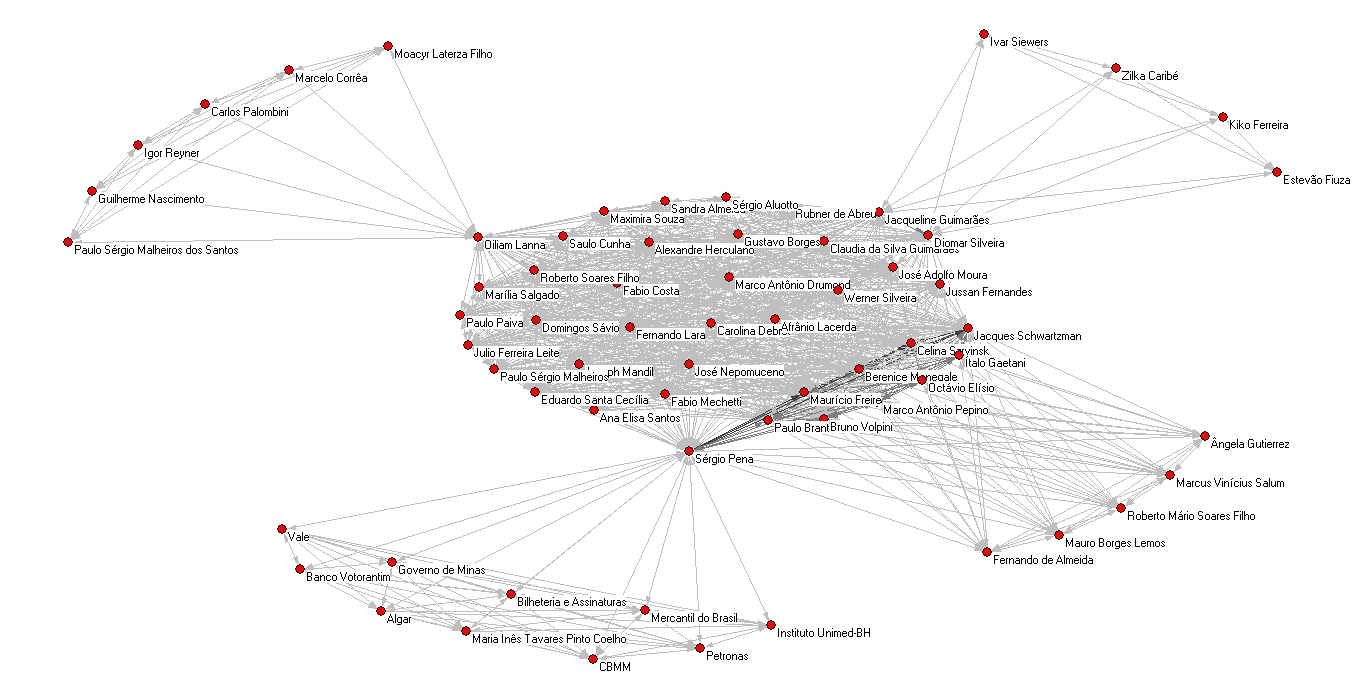 Ivar Siewers
Moacyr Laterza Filho
Marcelo Corrêa
Zilka Caribé
Carlos Palombini
Kiko Ferreira
Igor Reyner
Estevão Fiuza
Guilherme Nascimento
Sérgio Aluotto
Sandra
Rubner de Abreu
Maximira Souza
Jacqueline Guimarães
Paulo Sérgio Malheiros dos Santos
Oiliam Lanna
Saulo Cunha
Alexandre Herculano
Gustavo Borges
Claudia da Silva Guimarães
Diomar Silveira
Roberto Soares Filho
Fabio Costa
Marco Antônio Drumond
José Adolfo Moura
Marília Salgado
Werner Silveira
Jussan Fernandes
Paulo Paiva
Domingos Sávio
Fernando Lara
Carolina
Afrânio Lacerda
Jacques Schwartzman
Julio Ferreira Leite
Celina
Ítalo Gaetani
Paulo Sérgio Malheiros
ph Mandil
José Nepomuceno
Berenice
Octávio Elísio
Eduardo Santa Cecília
Fabio Mechetti
Maurício Freire
Marco Antônio Pepino
Ana Elisa Santos
Paulo Brant
Bruno Volpini
Ângela Gutierrez
Sérgio Pena
Marcus Vinícius Salum
Roberto Mário Soares Filho
Vale
Mauro Borges Lemos
Fernando de Almeida
Banco Votorantim
Governo de Minas
Bilheteria e Assinaturas
Algar
Mercantil do Brasil
Maria Inês Tavares Pinto Coelho
Instituto Unimed-BH
Petronas
CBMM